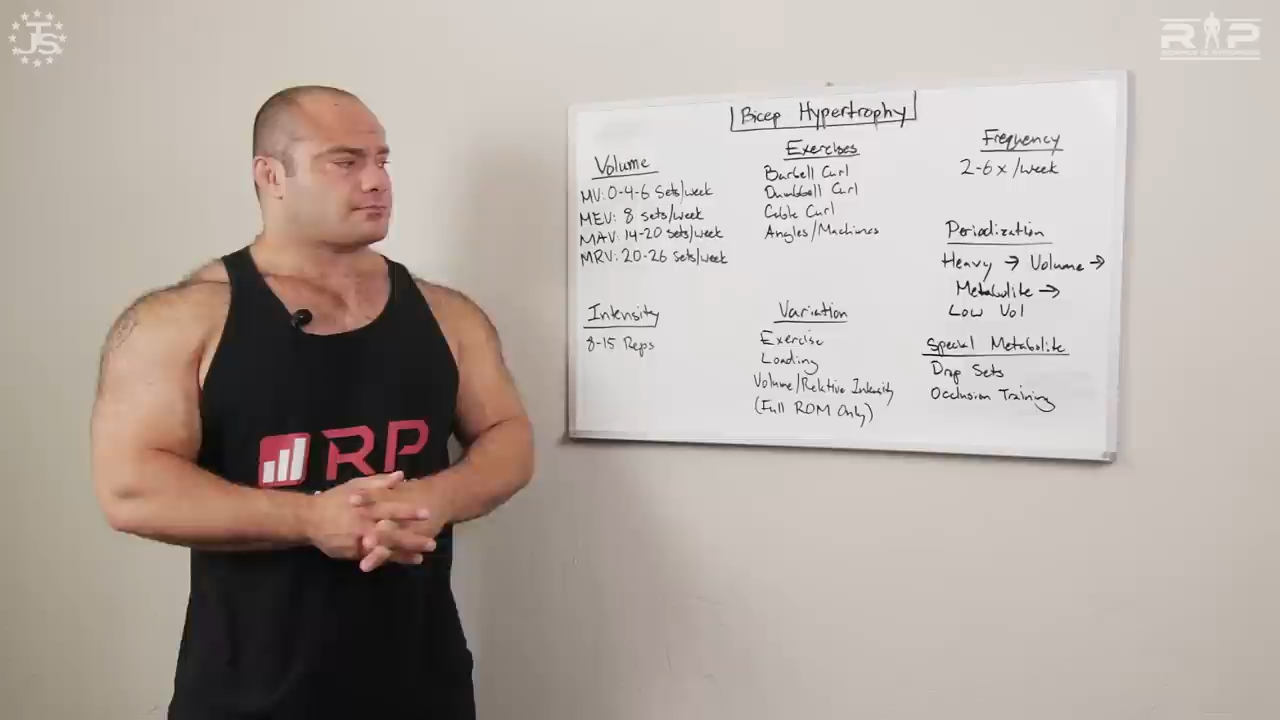 JTS
RP
RP
Bicep Hypertrophy
Volume
MV: 0-4-6 Sets/week
MEV: 8 sets/week
MAV: 14-20 sets/week
MRV: 20-26 sets/week
Intensity
8-15 Reps
Exercises
Barbell Curl
Dumbbell Curl
Cable Curl
Angles/Machines
Variation
Exercise
Loading
Volume/Relative Intensity
(Full ROM Only)
Frequency
2-6x/week
Periodization
Heavy → Volume →
Metabolite →
Low Vol
Special Metabolite
Drop Sets
Occlusion Training